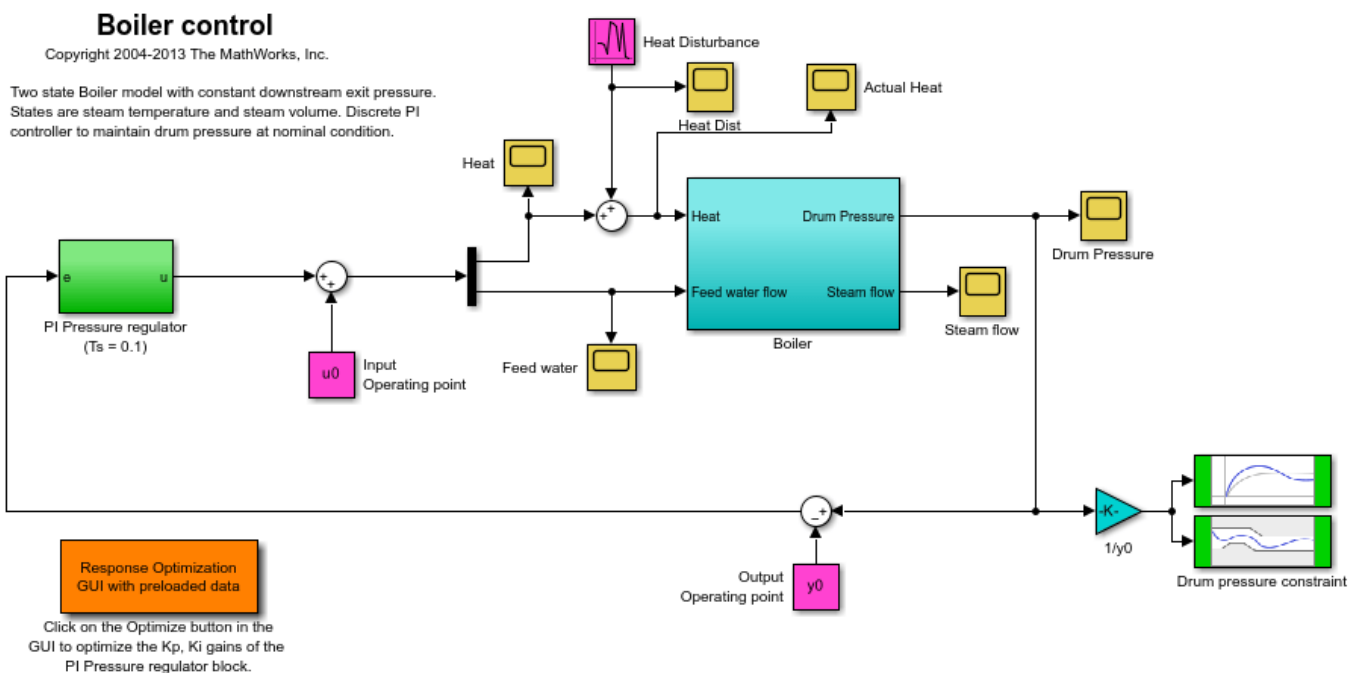 Boiler control
Copyright 2004-2013 The MathWorks, Inc.
Two state Boiler model with constant downstream exit pressure.
States are steam temperature and steam volume. Discrete PI
controller to maintain drum pressure at nominal condition.
Heat Disturbance
Actual Heat
Heat Dist
Heat
+
+
Heat
Drum Pressure
Drum Pressure
e
u
+
+
Feed water flow
Steam flow
Steam flow
PI Pressure regulator
(Ts = 0.1)
Boiler
u0
Input
Operating point
Feed water
−
+
-K-
1/y0
Drum pressure constraint
Output
Operating point
y0
Response Optimization
GUI with preloaded data
Click on the Optimize button in the
GUI to optimize the Kp, Ki gains of the
PI Pressure regulator block.